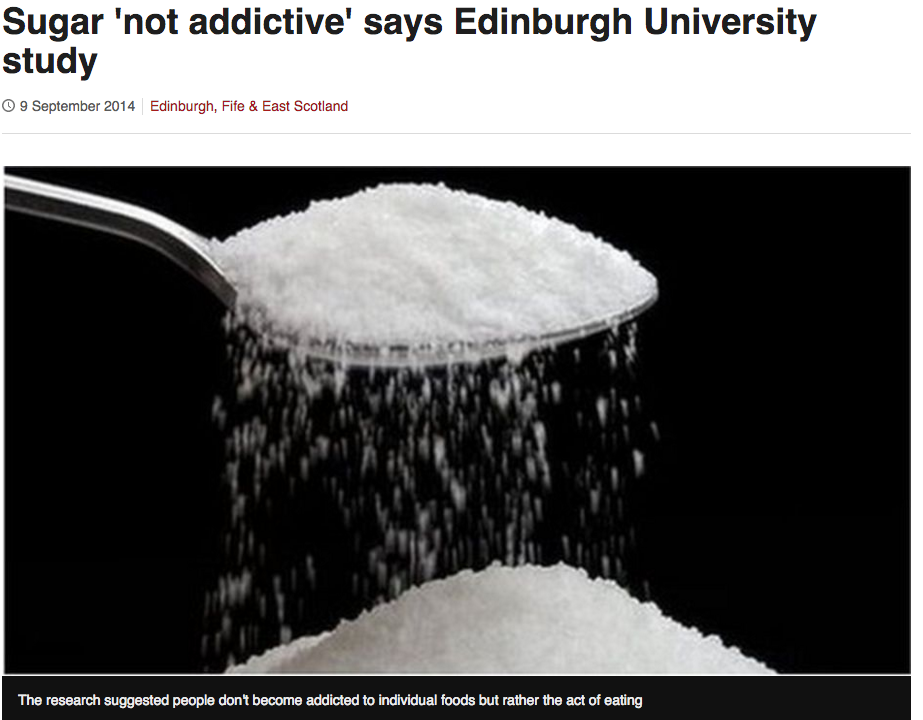 Sugar 'not addictive' says Edinburgh University
study
9 September 2014 Edinburgh, Fife & East Scotland
The research suggested people don't become addicted to individual foods but rather the act of eating